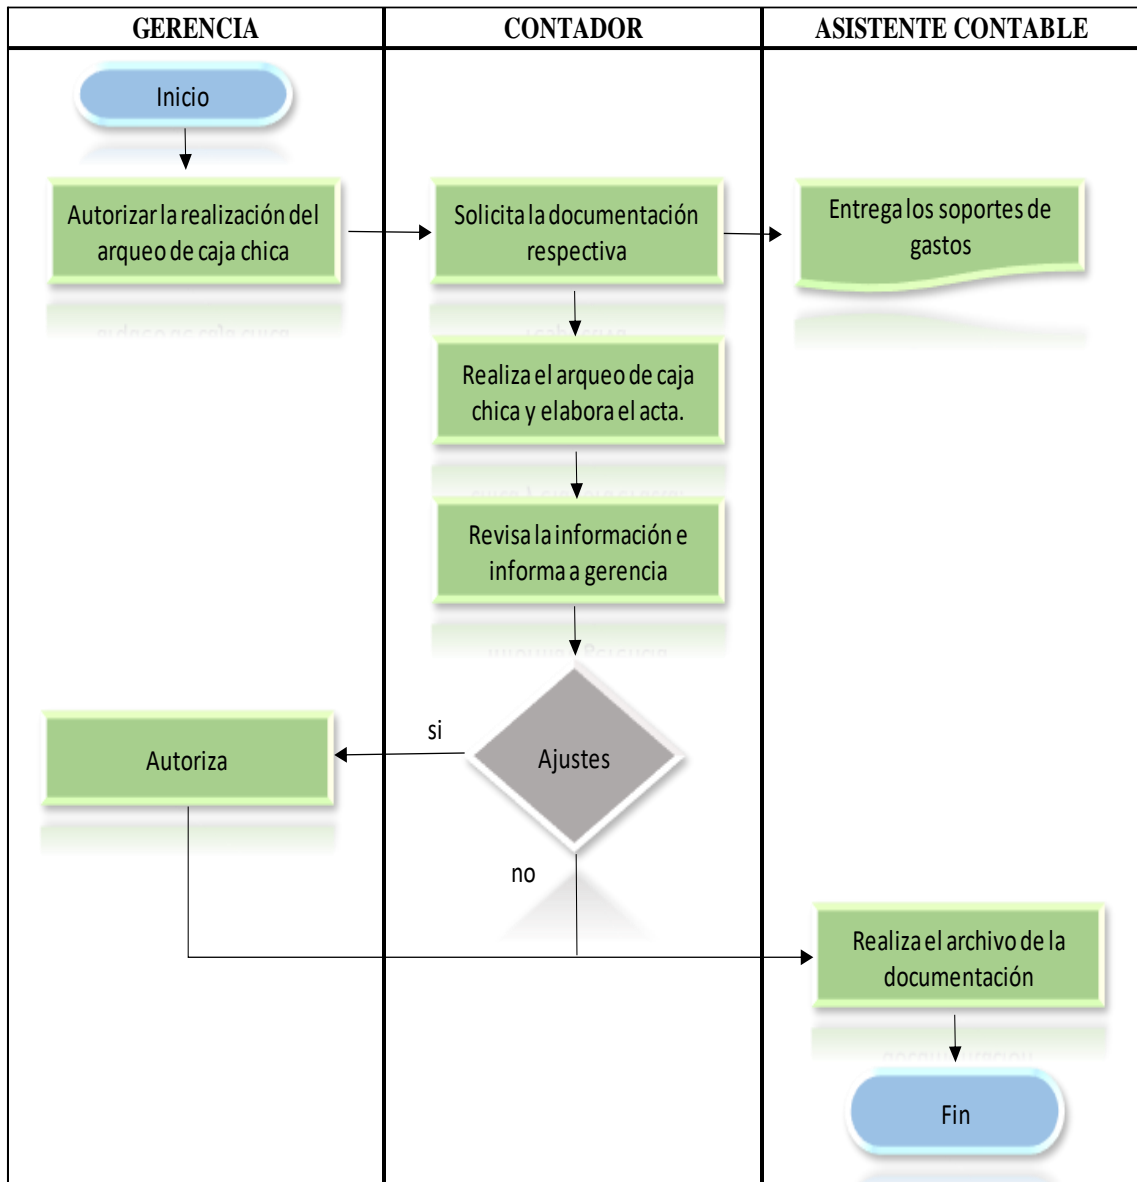 GERENCIA
CONTADOR
ASISTENTE CONTABLE
Inicio
Autorizar la realización del
arqueo de caja chica
Solicita la documentación
respectiva
Entrega los soportes de
gastos
Realiza el arqueo de caja
chica y elabora el acta.
Revisa la información e
informa a gerencia
Autoriza
si
Ajustes
no
Realiza el archivo de la
documentación
Fin